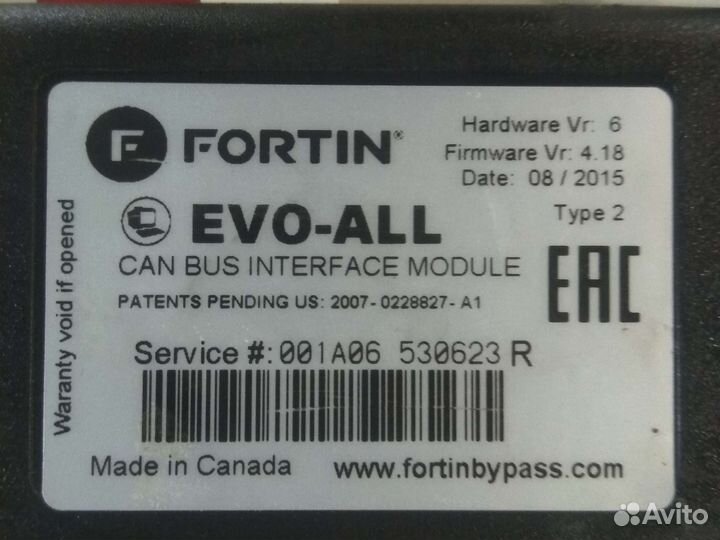 FORTIN®
Hardware Vr: 6
Firmware Vr: 4.18
Date: 08 / 2015
Type 2
EVO-ALL
CAN BUS INTERFACE MODULE
PATENTS PENDING US: 2007- 0228827- A1
EAC
Service #: 001A06 530623 R
Made in Canada
www.fortinbypass.com
Waranty void if opened
Avito